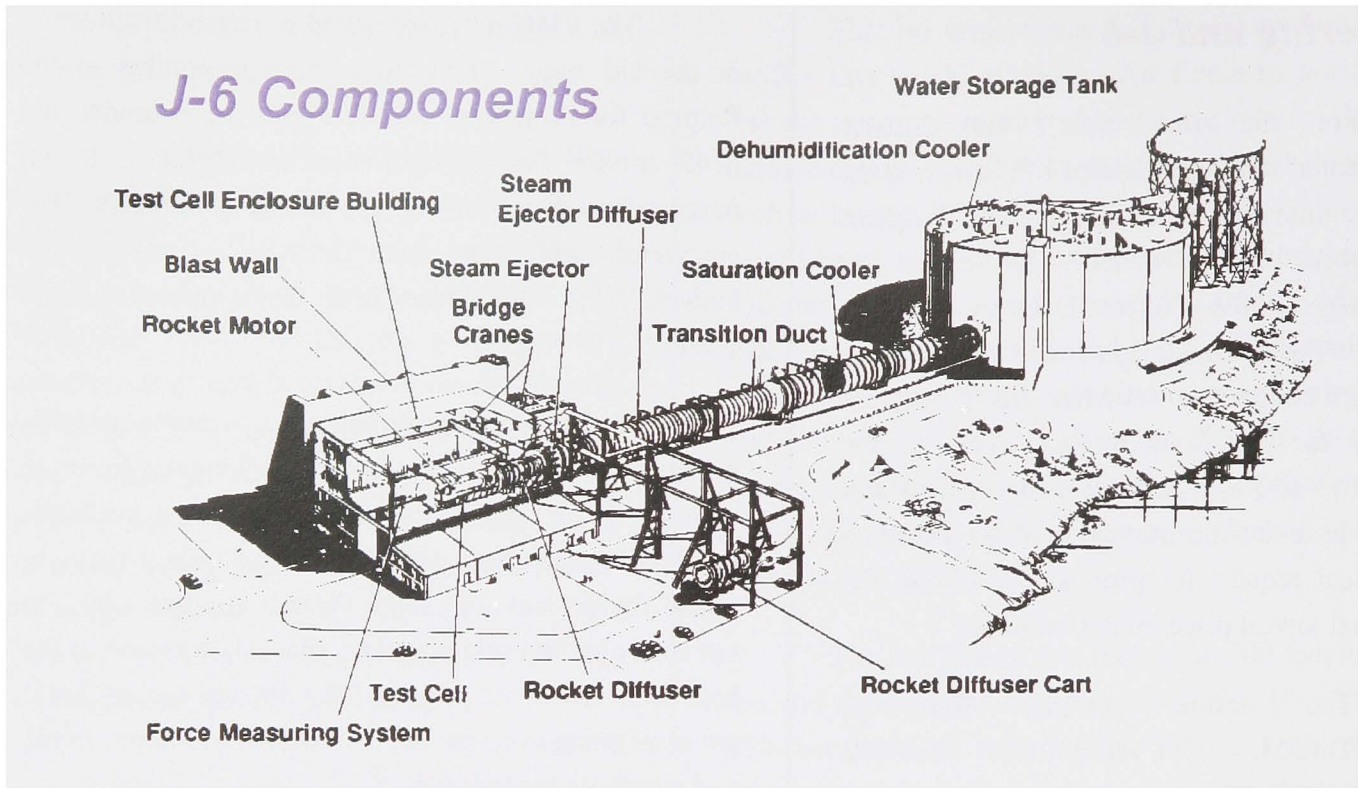 J-6 Components
Water Storage Tank
Dehumidification Cooler
Steam
Ejector Diffuser
Test Cell Enclosure Building
Blast Wall
Steam Ejector
Saturation Cooler
Rocket Motor
Bridge
Cranes
Transition Duct
Test Cell
Rocket Diffuser
Rocket Diffuser Cart
Force Measuring System